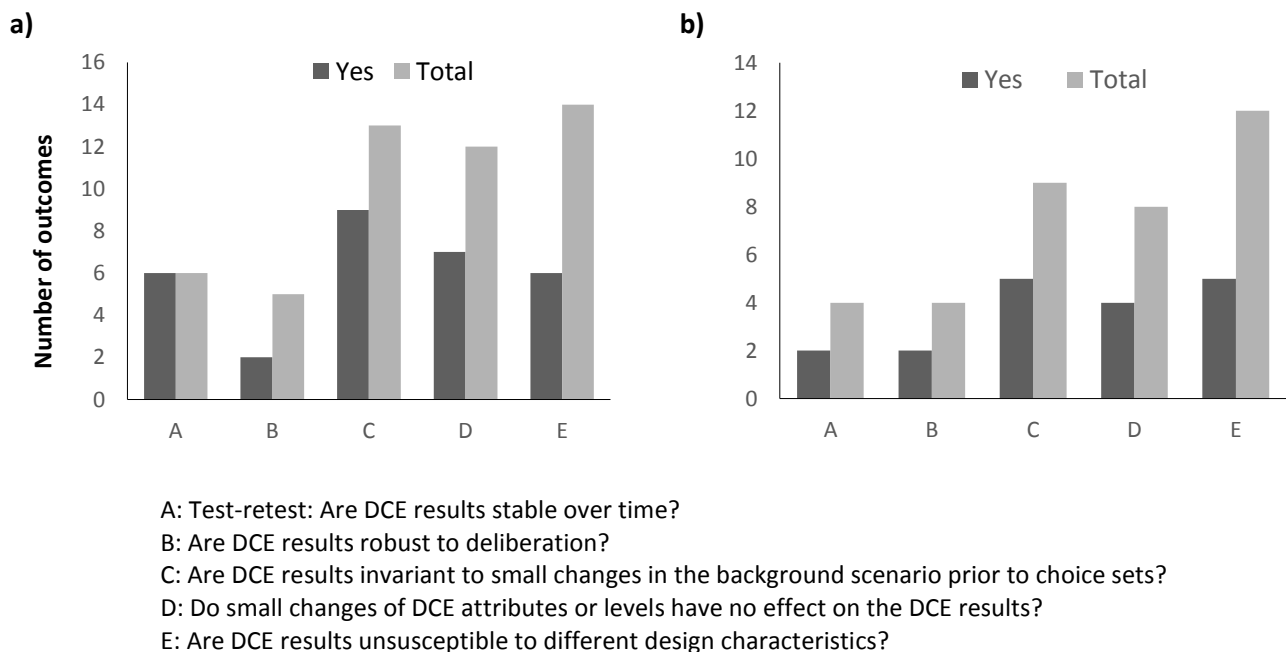 a)
Number of outcomes
16
14
12
10
8
6
4
2
0
Yes Total
A B C D E
b)
14
12
10
8
6
4
2
0
Yes Total
A B C D E
A: Test-retest: Are DCE results stable over time?
B: Are DCE results robust to deliberation?
C: Are DCE results invariant to small changes in the background scenario prior to choice sets?
D: Do small changes of DCE attributes or levels have no effect on the DCE results?
E: Are DCE results unsusceptible to different design characteristics?